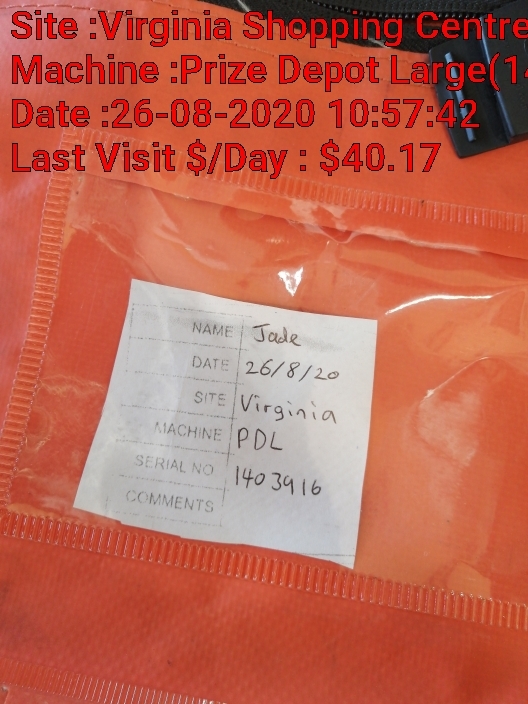 Site :Virginia Shopping Centre
Machine :Prize Depot Large(14
Date :26-08-2020 10:57:42
Last Visit $/Day : $40.17
NAME Jade
DATE 26/8/20
SITE Virginia
MACHINE PDL
SERIAL NO 1403916
COMMENTS